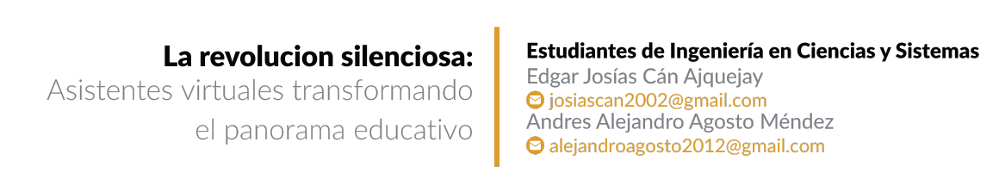 La revolucion silenciosa:
Asistentes virtuales transformando
el panorama educativo
Estudiantes de Ingeniería en Ciencias y Sistemas
Edgar Josías Cán Ajquejay
josiascan2002@gmail.com
Andres Alejandro Agosto Méndez
alejandroagosto2012@gmail.com